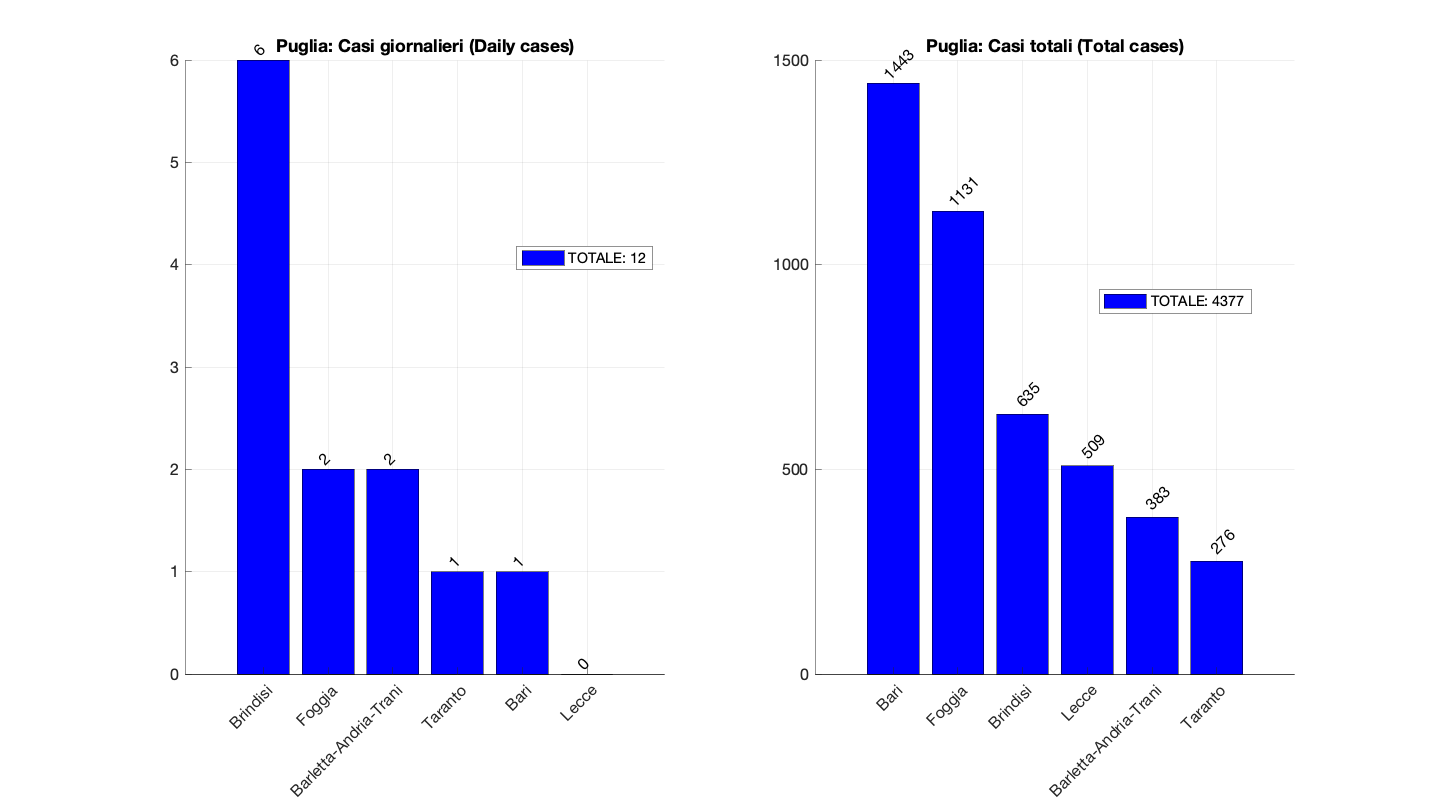 Puglia: Casi giornalieri (Daily cases)
6
5
4
3
2
1
0
6
2
2
1
1
0
TOTALE: 12
Brindisi
Foggia
Barletta-Andria-Trani
Taranto
Bari
Lecce
Puglia: Casi totali (Total cases)
1500
1000
500
0
1443
1131
635
509
383
276
TOTALE: 4377
Bari
Foggia
Brindisi
Lecce
Barletta-Andria-Trani
Taranto